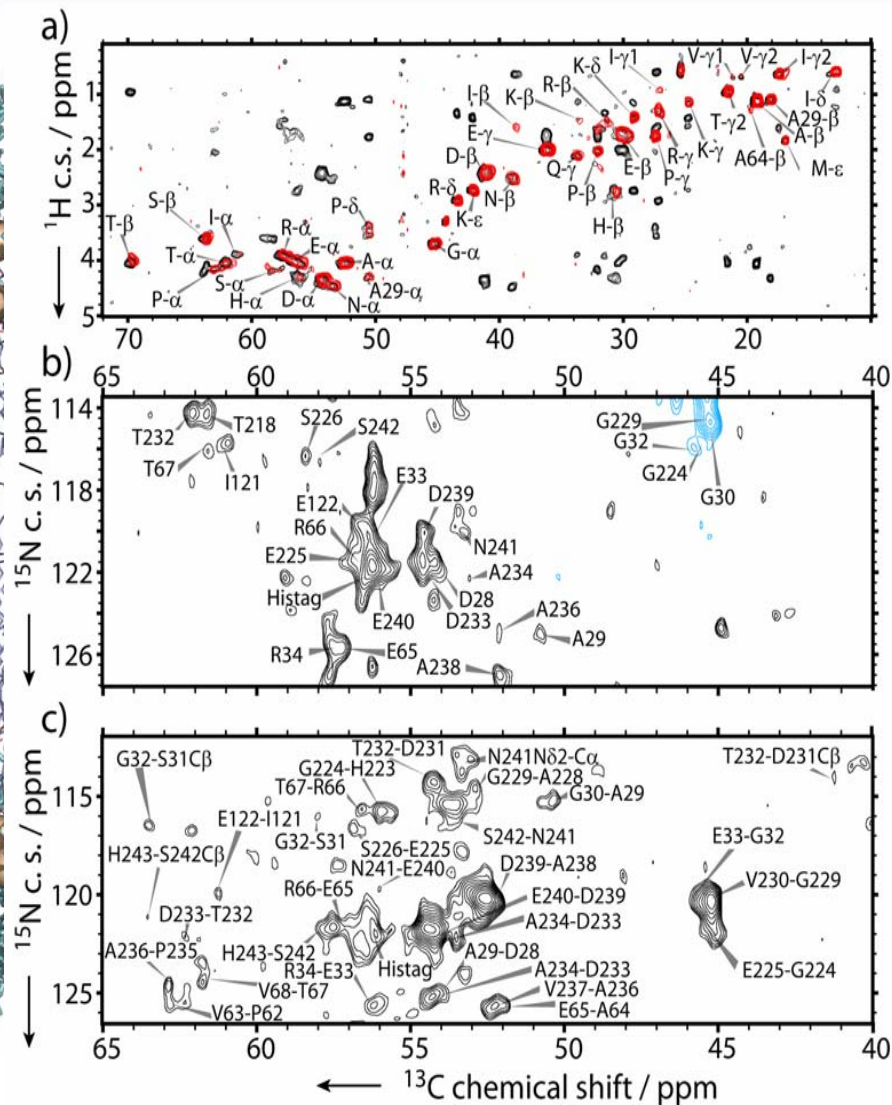 a)
¹H c.s. / ppm
1
2
3
4
5
I-γ1
V-γ1
V-γ2
I-γ2
K-δ
R-β
K-β
I-β
E-γ
D-β
R-δ
K-ε
N-β
Q-γ
P-β
E-β
H-β
P-γ
R-γ
K-γ
T-γ2
I-δ
A29-β
A-β
A64-β
M-ε
G-α
P-δ
S-β
I-α
T-β
T-α
P-α
S-α
H-α
R-α
E-α
D-α
A-α
N-α
A29-α
70 60 50 40 30 20
b)
65 60 55 50 45 40
¹⁵N c. s. / ppm
114
118
122
126
T232
T218
T67
I121
S226
S242
E33
E122
R66
E225
Histag
D239
N241
A234
D28
D233
E240
A236
A29
R34
E65
A238
G229
G32
G224
G30
c)
¹⁵N c. s. / ppm
115
120
125
G32-S31Cβ
T232-D231
G224-H223
T67-R66
E122-I121
N241Nδ2-Cα
G229-A228
G30-A29
T232-D231Cβ
G32-S31
S242-N241
S226-E225
N241-E240
H243-S242Cβ
R66-E65
D239-A238
E240-D239
A234-D233
E33-G32
V230-G229
E225-G224
D233-T232
A236-P235
H243-S242
R34-E33
Histag
A29-D28
A234-D233
V237-A236
E65-A64
V68-T67
V63-P62
65 60 55 50 45 40
¹³C chemical shift / ppm